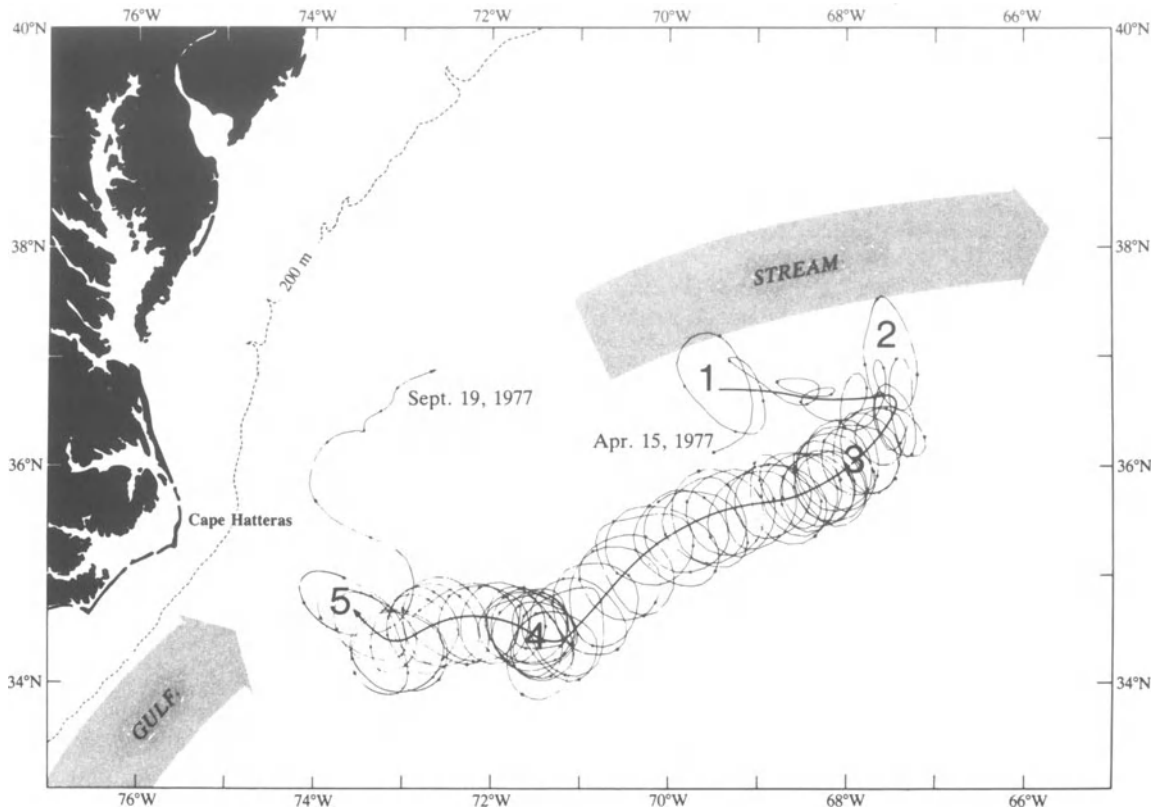 76°W 74°W 72°W 70°W 68°W 66°W
40°N 40°N
38°N 38°N
36°N 36°N
34°N 34°N
200 m
STREAM
2
1
Sept. 19, 1977
Apr. 15, 1977
3
Cape Hatteras
5
4
GULF
76°W 74°W 72°W 70°W 68°W 66°W